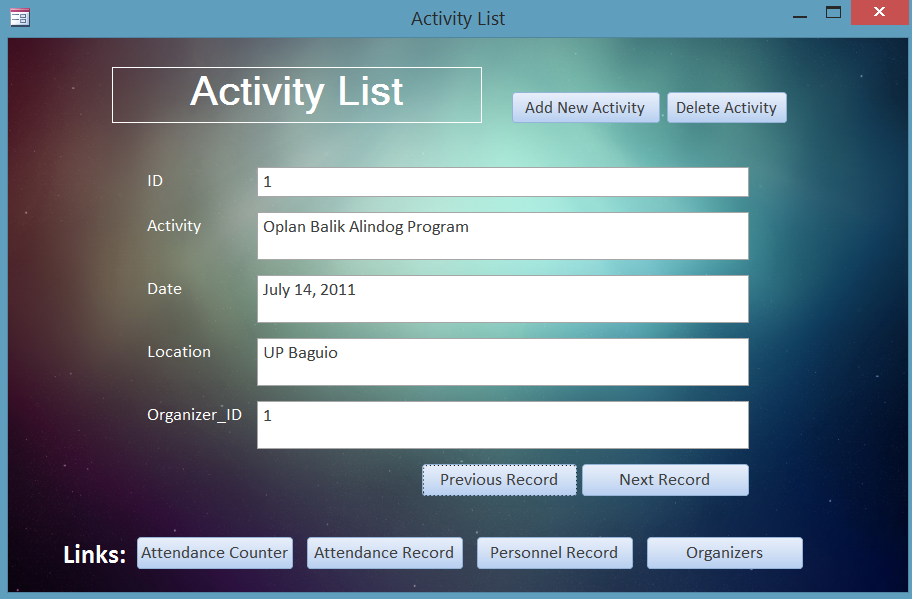 Activity List
Activity List
Add New Activity Delete Activity
ID 1
Activity Oplan Balik Alindog Program
Date July 14, 2011
Location UP Baguio
Organizer_ID 1
Previous Record Next Record
Links: Attendance Counter Attendance Record Personnel Record Organizers